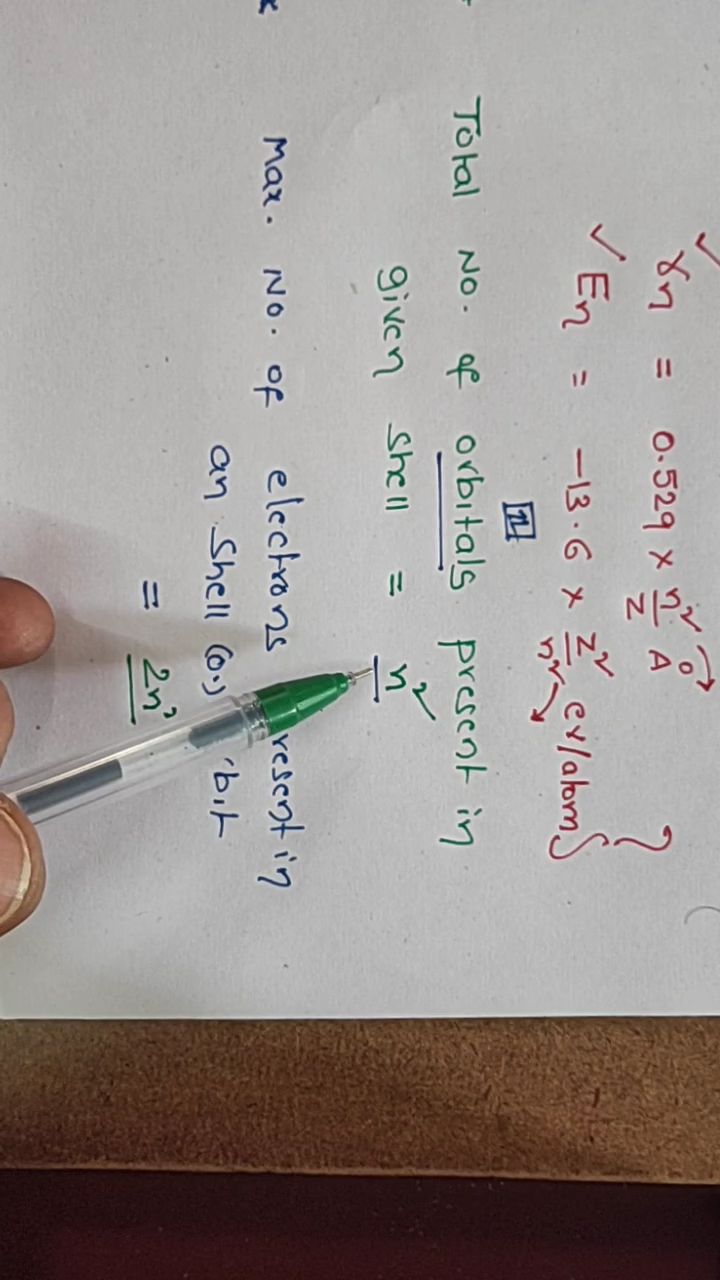 ✓ rn = 0.529 × n²/Z A°
✓ En = -13.6 × Z²/n² ev/atom
n
Total No. of orbitals present in
given shell = n²
Max. No. of electrons present in
an shell (or) orbit
= 2n²